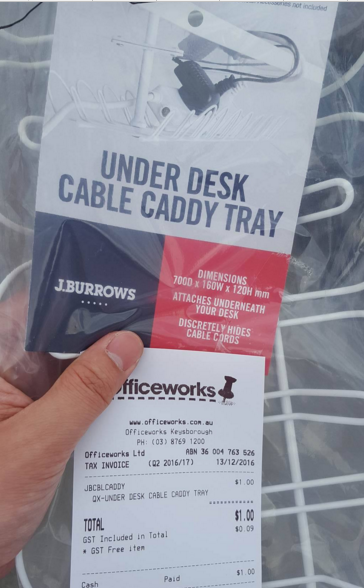 not included
UNDER DESK
CABLE CADDY TRAY
J.BURROWS
DIMENSIONS
700D x 160W x 120H mm
ATTACHES UNDERNEATH
YOUR DESK
DISCRETELY HIDES
CABLE CORDS
fficeworks
www.officeworks.com.au
Officeworks Keysborough
PH: (03) 8769 1200
Officeworks Ltd ABN 36 004 763 526
TAX INVOICE (Q2 2016/17) 13/12/2016
JBCBLCADDY $1.00
QX-UNDER DESK CABLE CADDY TRAY
TOTAL $1.00
GST Included in Total $0.09
* GST Free item
Paid
Cash $1.00